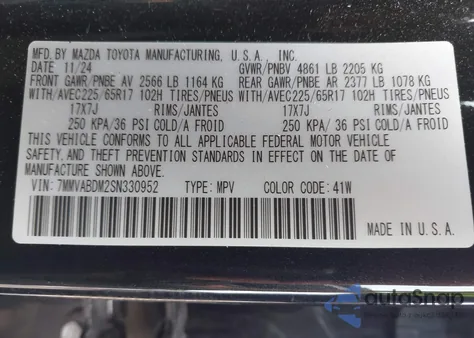 MFD. BY MAZDA TOYOTA MANUFACTURING, U.S.A., INC.
DATE 11/24 GVWR/PNBV 4861 LB 2205 KG
FRONT GAWR/PNBE AV 2566 LB 1164 KG REAR GAWR/PNBE AR 2377 LB 1078 KG
WITH/AVEC225/65R17 102H TIRES/PNEUS WITH/AVEC225/65R17 102H TIRES/PNEUS
17X7J RIMS/JANTES 17X7J RIMS/JANTES
250 KPA/36 PSI COLD/A FROID 250 KPA/36 PSI COLD/A FROID
THIS VEHICLE CONFORMS TO ALL APPLICABLE FEDERAL MOTOR VEHICLE
SAFETY, AND THEFT PREVENTION STANDARDS IN EFFECT ON THE DATE OF
MANUFACTURE SHOWN ABOVE.
VIN: 7MMVABDM2SN330952 TYPE: MPV COLOR: 41W
MADE IN U.S.A.
autoSnap